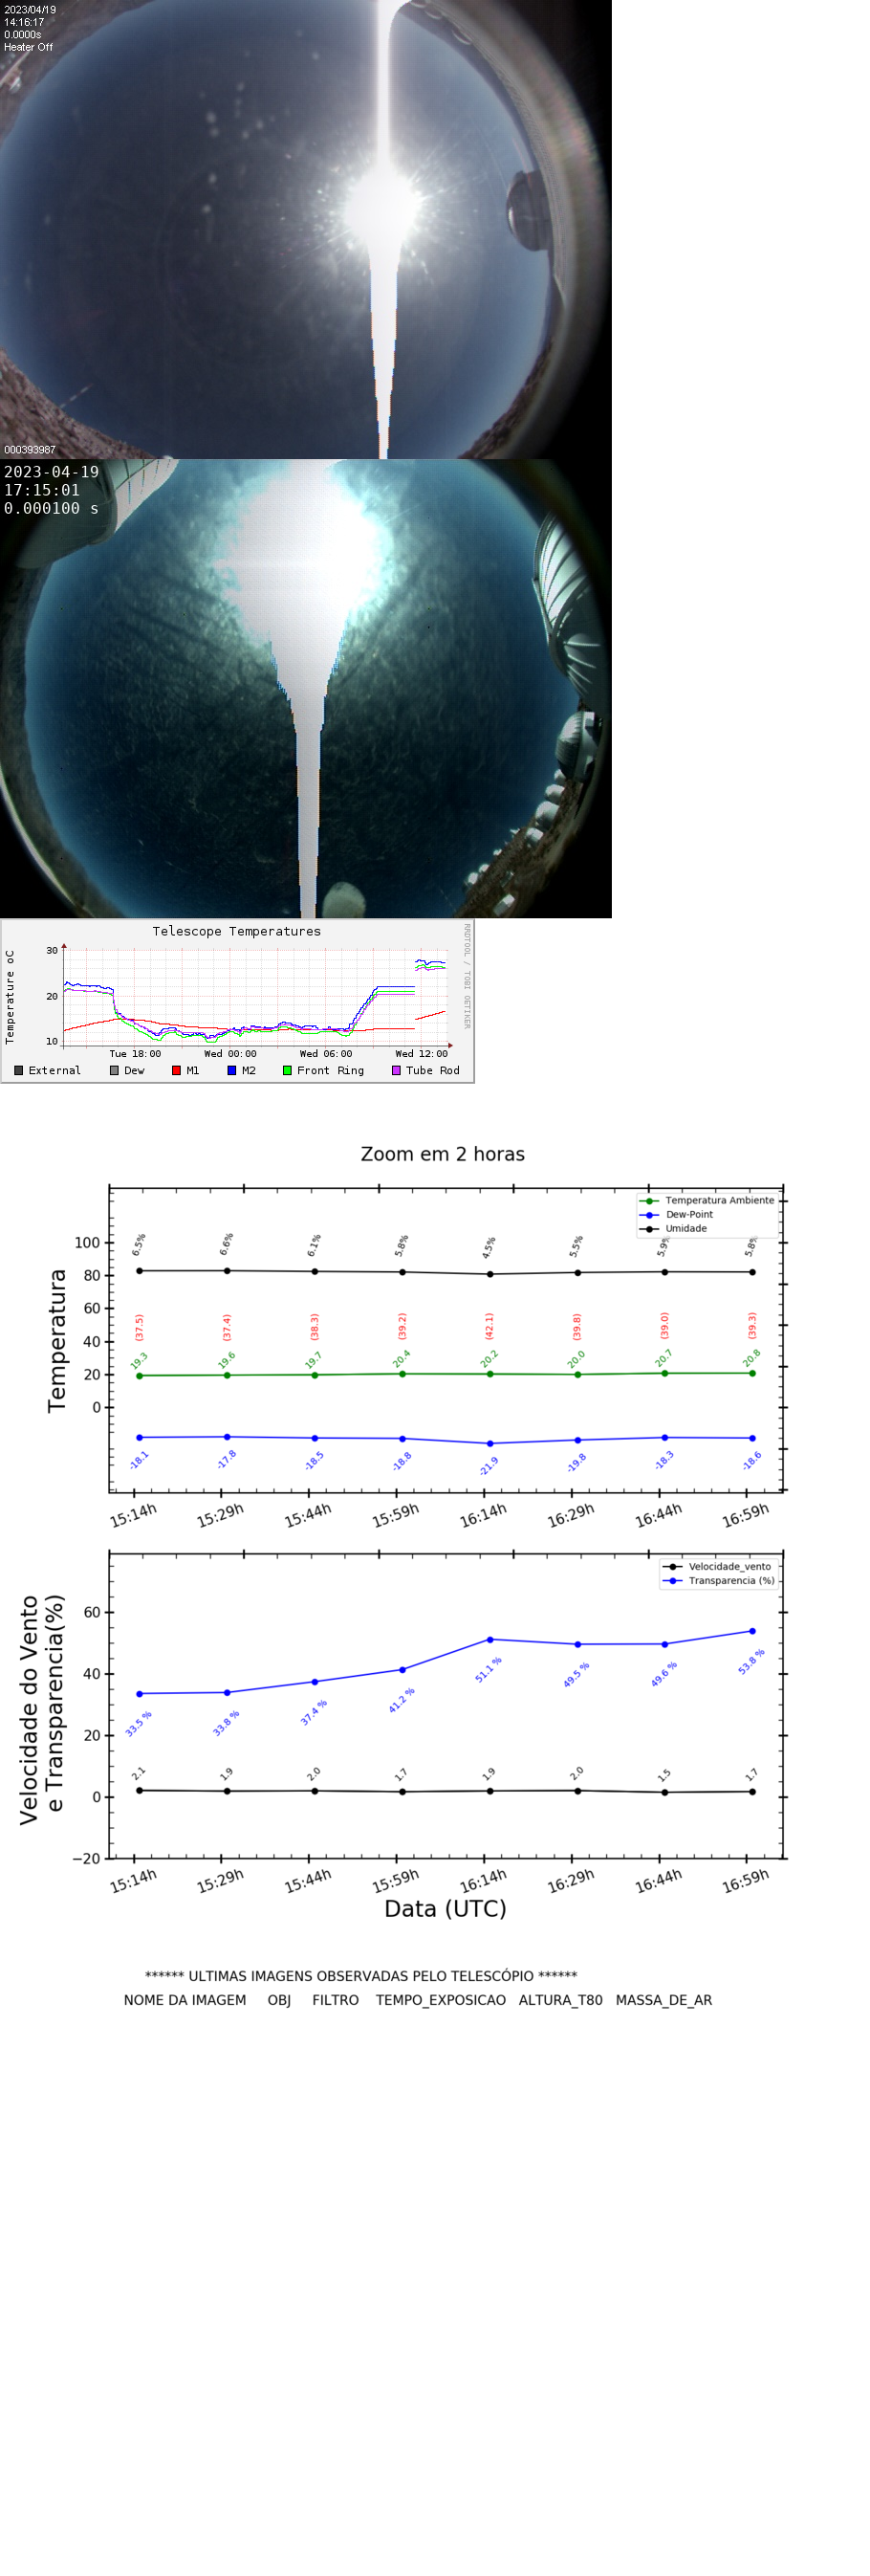 2023/04/19
14:16:17
0.0000s
Heater Off
000393987
2023-04-19
17:15:01
0.000100 s
Telescope Temperatures
RRDTOOL / TOBI OETIKER
Temperature oC
30
20
10
Tue 18:00 Wed 00:00 Wed 06:00 Wed 12:00
External Dew M1 M2 Front Ring Tube Rod
Zoom em 2 horas
Temperatura Ambiente
Dew-Point
Umidade
Temperatura
100
80
60
40
20
0
6.5% 6.6% 6.1% 5.8% 4.5% 5.5% 5.9% 5.8%
(37.5) (37.4) (38.3) (39.2) (42.1) (39.8) (39.0) (39.3)
19.3 19.6 19.7 20.4 20.2 20.0 20.7 20.8
-18.1 -17.8 -18.5 -18.8 -21.9 -19.8 -18.3 -18.6
15:14h 15:29h 15:44h 15:59h 16:14h 16:29h 16:44h 16:59h
Velocidade_vento
Transparencia (%)
Velocidade do Vento
e Transparencia(%)
60
40
20
0
−20
33.5 % 33.8 % 37.4 % 41.2 % 51.1 % 49.5 % 49.6 % 53.8 %
2.1 1.9 2.0 1.7 1.9 2.0 1.5 1.7
15:14h 15:29h 15:44h 15:59h 16:14h 16:29h 16:44h 16:59h
Data (UTC)
****** ULTIMAS IMAGENS OBSERVADAS PELO TELESCÓPIO ******
NOME DA IMAGEM OBJ FILTRO TEMPO_EXPOSICAO ALTURA_T80 MASSA_DE_AR